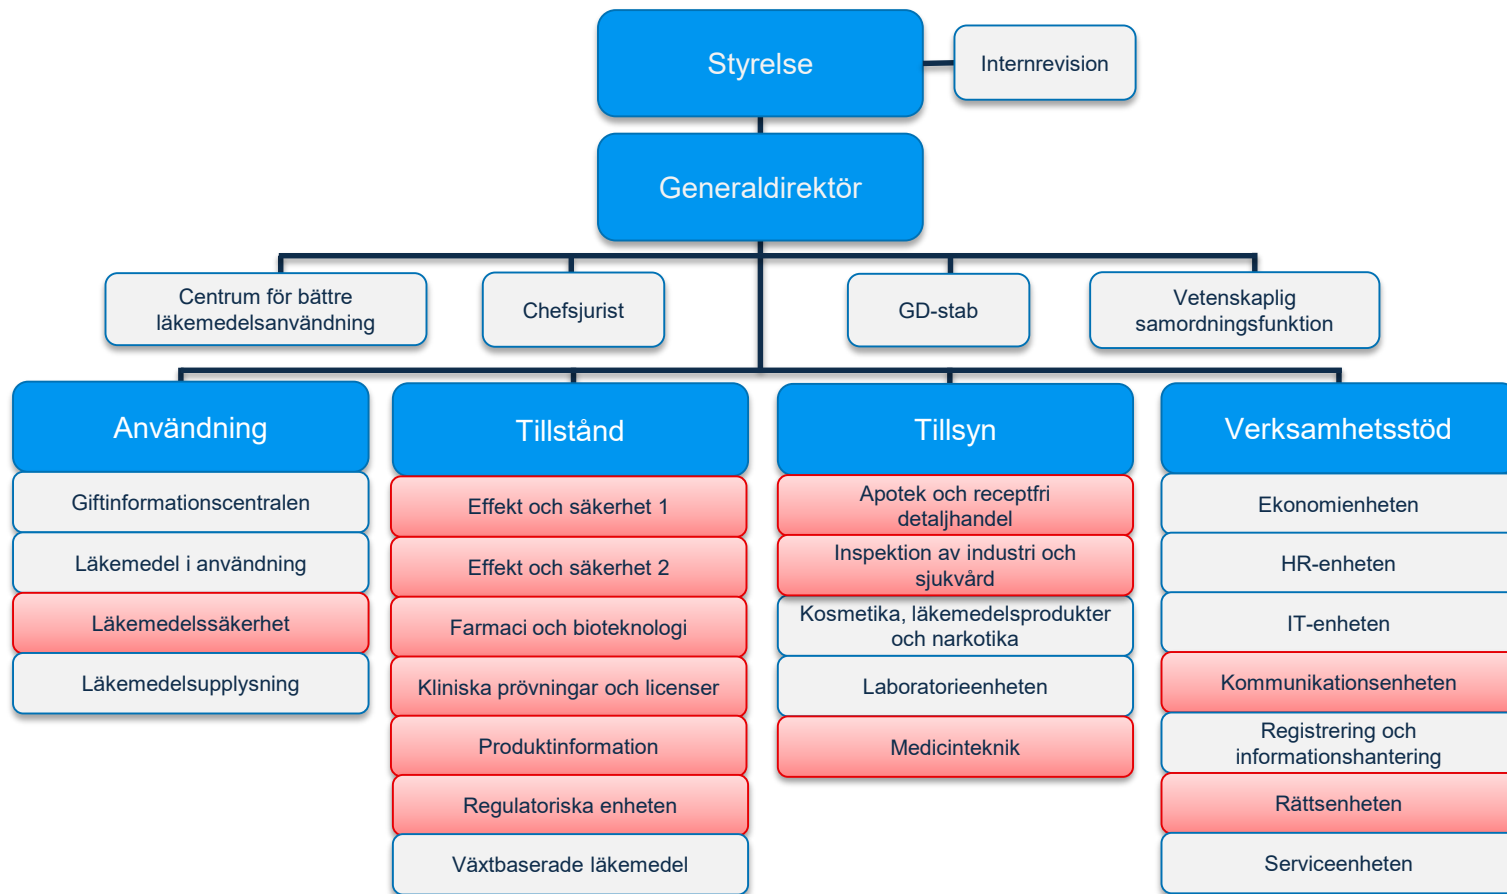 Styrelse
Internrevision
Generaldirektör
Centrum för bättre
läkemedelsanvändning
Chefsjurist
GD-stab
Vetenskaplig
samordningsfunktion
Användning
Giftinformationscentralen
Läkemedel i användning
Läkemedelssäkerhet
Läkemedelsupplysning
Tillstånd
Effekt och säkerhet 1
Effekt och säkerhet 2
Farmaci och bioteknologi
Kliniska prövningar och licenser
Produktinformation
Regulatoriska enheten
Växtbaserade läkemedel
Tillsyn
Apotek och receptfri
detaljhandel
Inspektion av industri och
sjukvård
Kosmetika, läkemedelsprodukter
och narkotika
Laboratorieenheten
Medicinteknik
Verksamhetsstöd
Ekonomienheten
HR-enheten
IT-enheten
Kommunikationsenheten
Registrering och
informationshantering
Rättsenheten
Serviceenheten